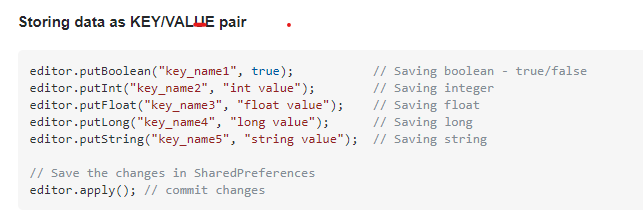 Storing data as KEY/VALUE pair
editor.putBoolean("key_name1", true);           // Saving boolean - true/false
editor.putInt("key_name2", "int value");        // Saving integer
editor.putFloat("key_name3", "float value");    // Saving float
editor.putLong("key_name4", "long value");      // Saving long
editor.putString("key_name5", "string value");  // Saving string
// Save the changes in SharedPreferences
editor.apply(); // commit changes